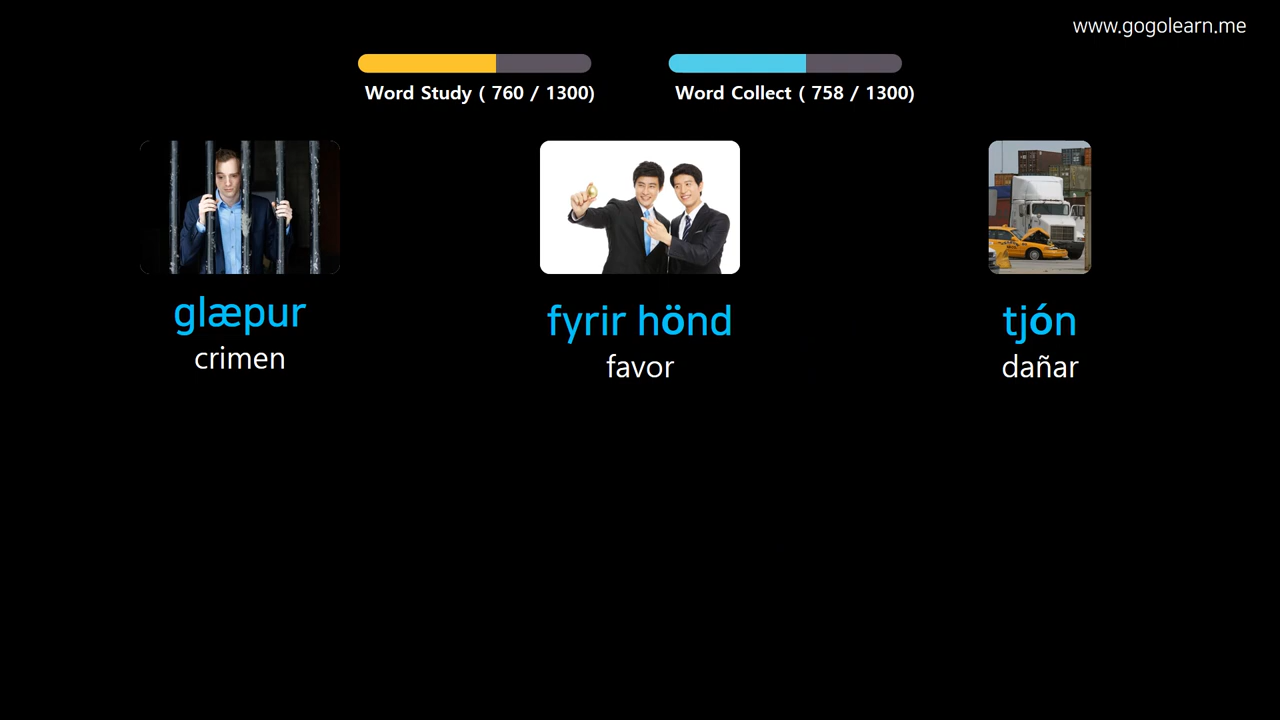 www.gogolearn.me
Word Study ( 760 / 1300)
Word Collect ( 758 / 1300)
glæpur
crimen
fyrir hönd
favor
tjón
dañar